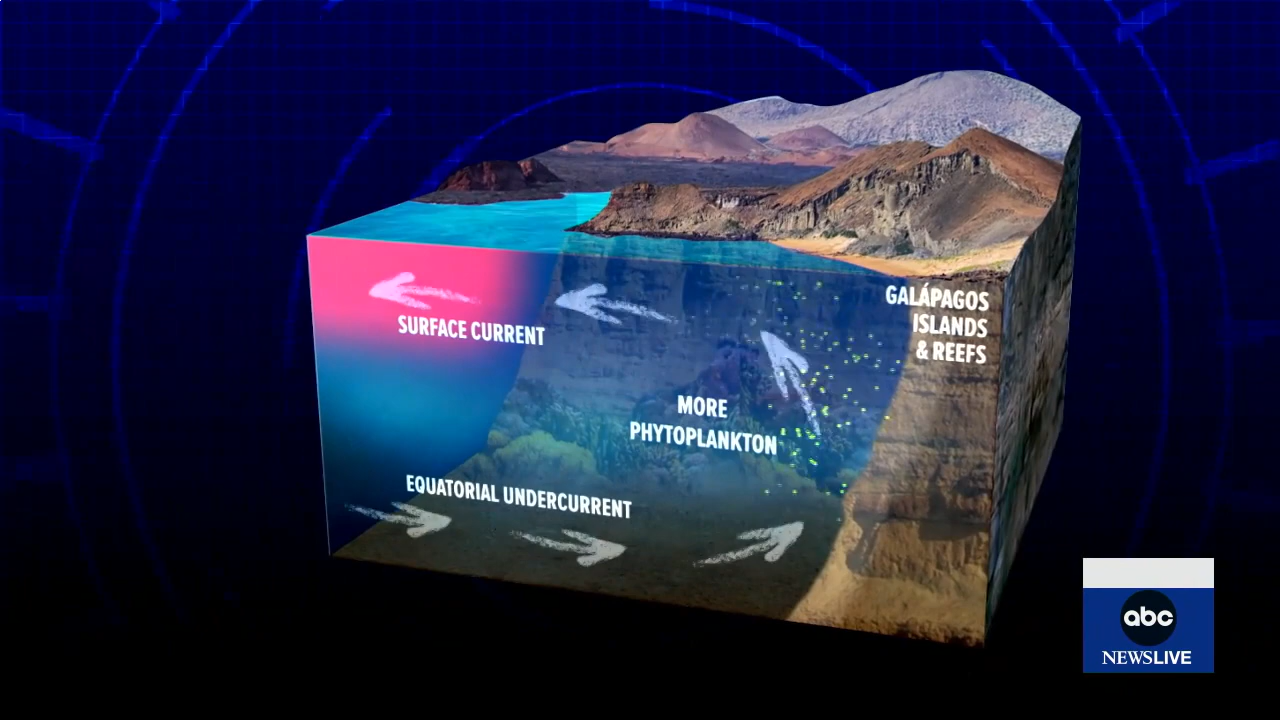 GALÁPAGOS
ISLANDS
& REEFS
SURFACE CURRENT
MORE
PHYTOPLANKTON
EQUATORIAL UNDERCURRENT
abc
NEWSLIVE